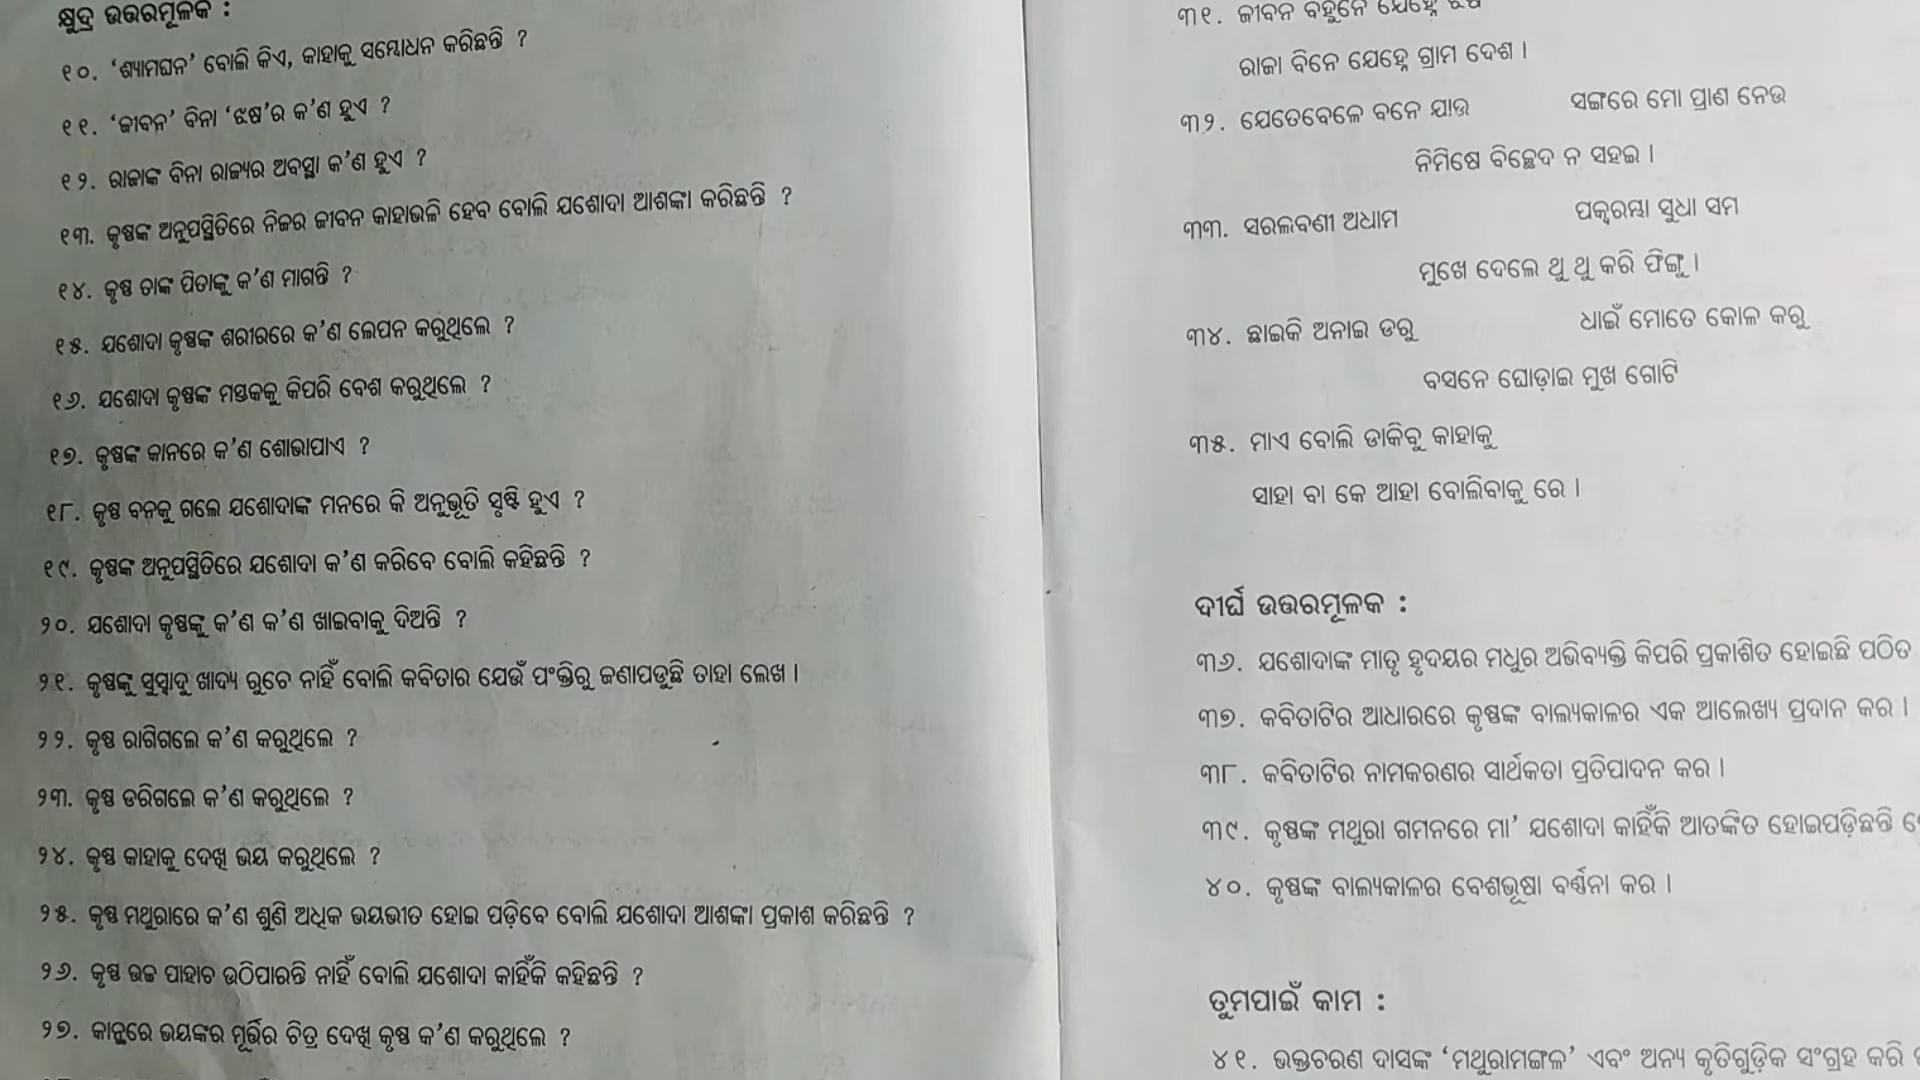 କ୍ଷୁଦ୍ର ଉତ୍ତରମୂଳକ :
୧୦. ‘ଶ୍ୟାମଘନ’ ବୋଲି କିଏ, କାହାକୁ ସମ୍ବୋଧନ କରିଛନ୍ତି ?
୧୧. ‘ଜୀବନ’ ବିନା ‘ଝଷ’ର କ’ଣ ହୁଏ ?
୧୨. ରାଜାଙ୍କ ବିନା ରାଜ୍ୟର ଅବସ୍ଥା କ’ଣ ହୁଏ ?
୧୩. କୃଷ୍ଣଙ୍କ ଅନୁପସ୍ଥିତିରେ ନିଜର ଜୀବନ କାହାଭଳି ହେବ ବୋଲି ଯଶୋଦା ଆଶଙ୍କା କରିଛନ୍ତି ?
୧୪. କୃଷ୍ଣ ତାଙ୍କ ପିତାଙ୍କୁ କ’ଣ ମାଗନ୍ତି ?
୧୫. ଯଶୋଦା କୃଷ୍ଣଙ୍କ ଶରୀରରେ କ’ଣ ଲେପନ କରୁଥିଲେ ?
୧୬. ଯଶୋଦା କୃଷ୍ଣଙ୍କ ମସ୍ତକକୁ କିପରି ବେଶ କରୁଥିଲେ ?
୧୭. କୃଷ୍ଣଙ୍କ କାନରେ କ’ଣ ଶୋଭାପାଏ ?
୧୮. କୃଷ୍ଣ ବନକୁ ଗଲେ ଯଶୋଦାଙ୍କ ମନରେ କି ଅନୁଭୂତି ସୃଷ୍ଟି ହୁଏ ?
୧୯. କୃଷ୍ଣଙ୍କ ଅନୁପସ୍ଥିତିରେ ଯଶୋଦା କ’ଣ କରିବେ ବୋଲି କହିଛନ୍ତି ?
୨୦. ଯଶୋଦା କୃଷ୍ଣଙ୍କୁ କ’ଣ କ’ଣ ଖାଇବାକୁ ଦିଅନ୍ତି ?
୨୧. କୃଷ୍ଣଙ୍କୁ ସୁସ୍ୱାଦୁ ଖାଦ୍ୟ ରୁଚେ ନାହିଁ ବୋଲି କବିତାର ଯେଉଁ ପଂକ୍ତିରୁ ଜଣାପଡୁଛି ତାହା ଲେଖ ।
୨୨. କୃଷ୍ଣ ରାଗିଗଲେ କ’ଣ କରୁଥିଲେ ?
୨୩. କୃଷ୍ଣ ଡରିଗଲେ କ’ଣ କରୁଥିଲେ ?
୨୪. କୃଷ୍ଣ କାହାକୁ ଦେଖି ଭୟ କରୁଥିଲେ ?
୨୫. କୃଷ୍ଣ ମଥୁରାରେ କ’ଣ ଶୁଣି ଅଧିକ ଭୟଭୀତ ହୋଇ ପଡ଼ିବେ ବୋଲି ଯଶୋଦା ଆଶଙ୍କା ପ୍ରକାଶ କରିଛନ୍ତି ?
୨୬. କୃଷ୍ଣ ଉଚ୍ଚ ପାହାଚ ଉଠିପାରନ୍ତି ନାହିଁ ବୋଲି ଯଶୋଦା କାହିଁକି କହିଛନ୍ତି ?
୨୭. କାନ୍ଥରେ ଭୟଙ୍କର ମୂର୍ତ୍ତିର ଚିତ୍ର ଦେଖି କୃଷ୍ଣ କ’ଣ କରୁଥିଲେ ?
୩୧. ଜୀବନ ବହୁନେ ଯେହ୍ନେ ଝଷ
ରାଜା ବିନେ ଯେହ୍ନେ ଗ୍ରାମ ଦେଶ ।
୩୨. ଯେତେବେଳେ ବନେ ଯାଉ ସଙ୍ଗରେ ମୋ ପ୍ରାଣ ନେଉ
ନିମିଷେ ବିଚ୍ଛେଦ ନ ସହଇ ।
୩୩. ସରଲବଣୀ ଅଧାମ ପକ୍ୱରମ୍ଭା ସୁଧା ସମ
ମୁଖେ ଦେଲେ ଥୁ ଥୁ କରି ଫିଙ୍ଗୁ ।
୩୪. ଛାଇକି ଅନାଇ ଡରୁ ଧାଇଁ ମୋତେ କୋଳ କରୁ
ବସନେ ଘୋଡ଼ାଇ ମୁଖ ଗୋଟି
୩୫. ମାଏ ବୋଲି ଡାକିବୁ କାହାକୁ
ସାହା ବା କେ ଆହା ବୋଲିବାକୁ ରେ ।
ଦୀର୍ଘ ଉତ୍ତରମୂଳକ :
୩୬. ଯଶୋଦାଙ୍କ ମାତୃ ହୃଦୟର ମଧୁର ଅଭିବ୍ୟକ୍ତି କିପରି ପ୍ରକାଶିତ ହୋଇଛି ପଠିତ
୩୭. କବିତାଟିର ଆଧାରରେ କୃଷ୍ଣଙ୍କ ବାଲ୍ୟକାଳର ଏକ ଆଲେଖ୍ୟ ପ୍ରଦାନ କର ।
୩୮. କବିତାଟିର ନାମକରଣର ସାର୍ଥକତା ପ୍ରତିପାଦନ କର ।
୩୯. କୃଷ୍ଣଙ୍କ ମଥୁରା ଗମନରେ ମା’ ଯଶୋଦା କାହିଁକି ଆତଙ୍କିତ ହୋଇପଡ଼ିଛନ୍ତି
୪୦. କୃଷ୍ଣଙ୍କ ବାଲ୍ୟକାଳର ବେଶଭୂଷା ବର୍ଣ୍ଣନା କର ।
ତୁମପାଇଁ କାମ :
୪୧. ଭକ୍ତଚରଣ ଦାସଙ୍କ ‘ମଥୁରାମଙ୍ଗଳ’ ଏବଂ ଅନ୍ୟ କୃତିଗୁଡ଼ିକ ସଂଗ୍ରହ କରି